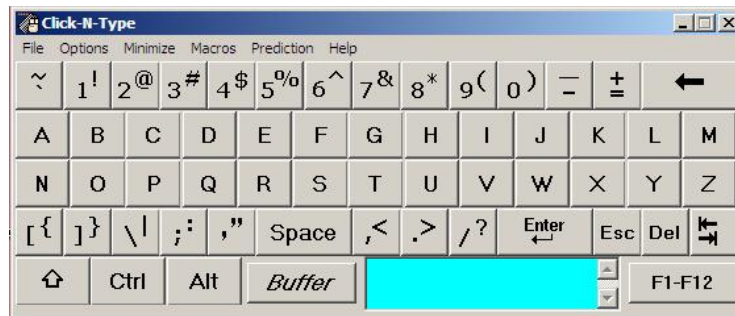 Click-N-Type
File Options Minimize Macros Prediction Help
~ ` 1! 2@ 3# 4$ 5% 6^ 7& 8* 9( 0) _ - + = ←
A B C D E F G H I J K L M
N O P Q R S T U V W X Y Z
[{ ]} \| ;: '" Space ,< .> /? Enter Esc Del
Ctrl Alt Buffer F1-F12